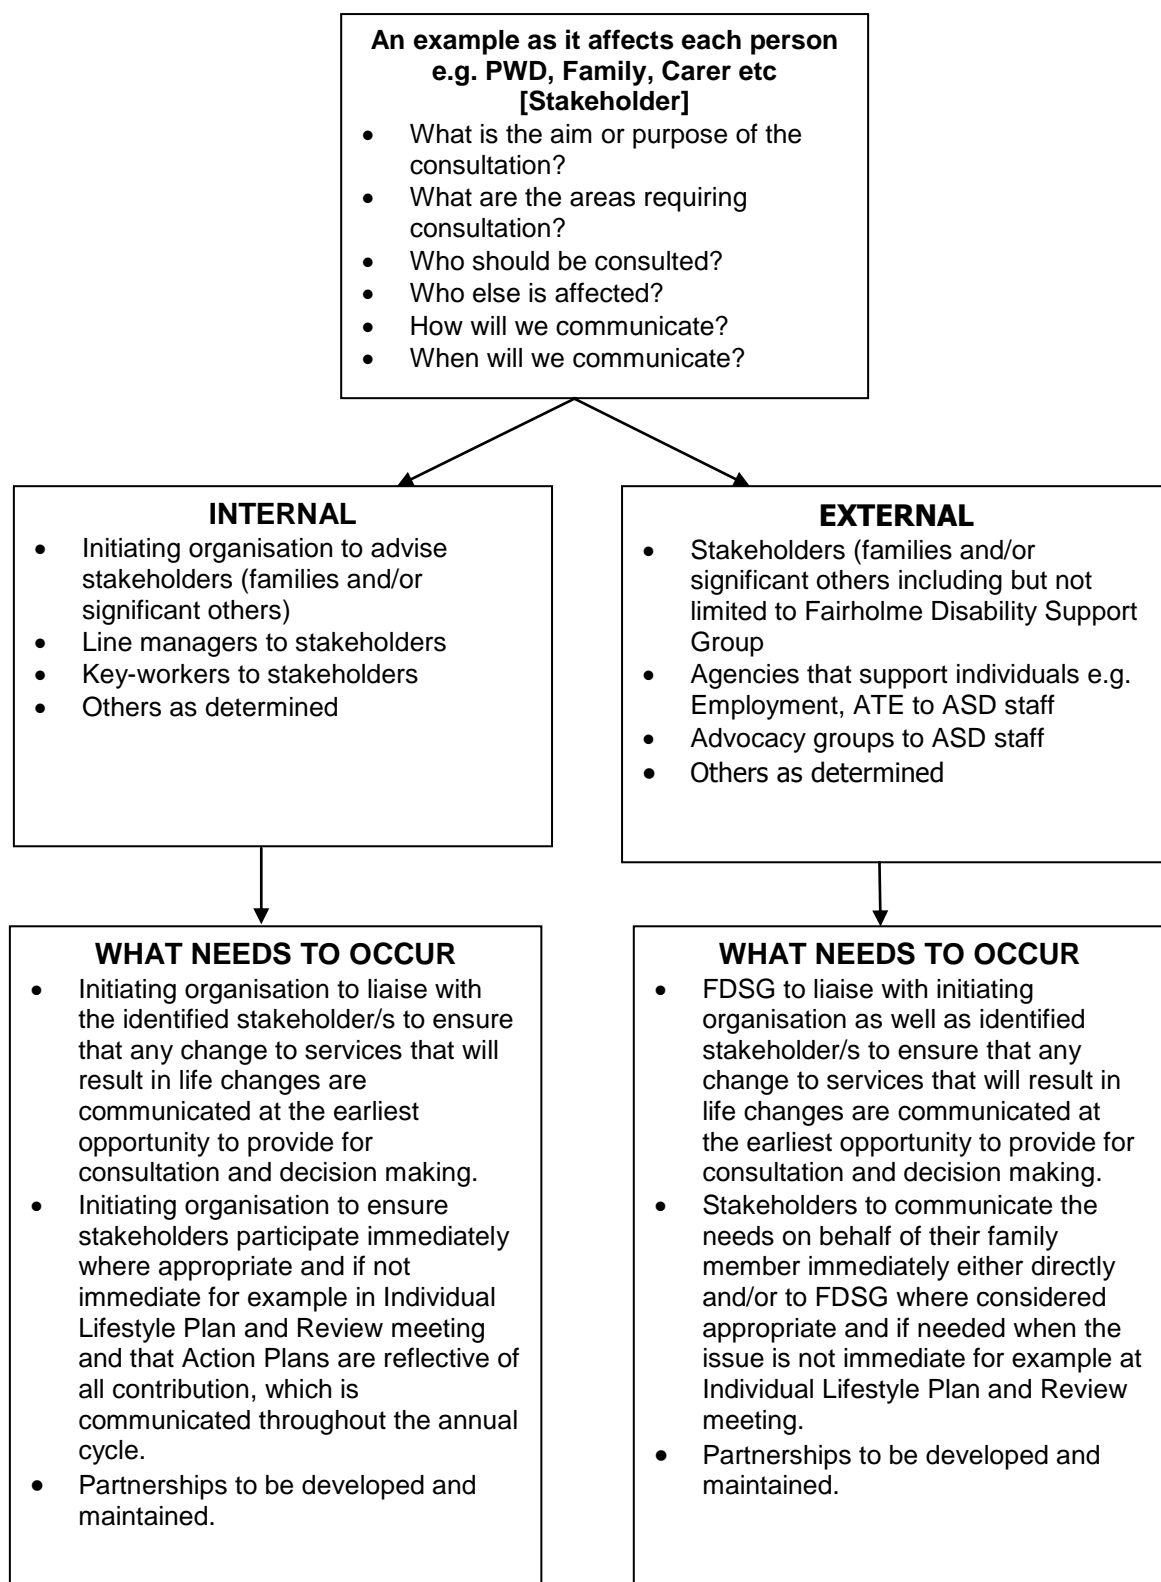 An example as it affects each person
e.g. PWD, Family, Carer etc
[Stakeholder]
• What is the aim or purpose of the
consultation?
• What are the areas requiring
consultation?
• Who should be consulted?
• Who else is affected?
• How will we communicate?
• When will we communicate?
INTERNAL
• Initiating organisation to advise
stakeholders (families and/or
significant others)
• Line managers to stakeholders
• Key-workers to stakeholders
• Others as determined
EXTERNAL
• Stakeholders (families and/or
significant others including but not
limited to Fairholme Disability Support
Group
• Agencies that support individuals e.g.
Employment, ATE to ASD staff
• Advocacy groups to ASD staff
• Others as determined
WHAT NEEDS TO OCCUR
• Initiating organisation to liaise with
the identified stakeholder/s to ensure
that any change to services that will
result in life changes are
communicated at the earliest
opportunity to provide for
consultation and decision making.
• Initiating organisation to ensure
stakeholders participate immediately
where appropriate and if not
immediate for example in Individual
Lifestyle Plan and Review meeting
and that Action Plans are reflective of
all contribution, which is
communicated throughout the annual
cycle.
• Partnerships to be developed and
maintained.
WHAT NEEDS TO OCCUR
• FDSG to liaise with initiating
organisation as well as identified
stakeholder/s to ensure that any
change to services that will result in
life changes are communicated at
the earliest opportunity to provide for
consultation and decision making.
• Stakeholders to communicate the
needs on behalf of their family
member immediately either directly
and/or to FDSG where considered
appropriate and if needed when the
issue is not immediate for example at
Individual Lifestyle Plan and Review
meeting.
• Partnerships to be developed and
maintained.